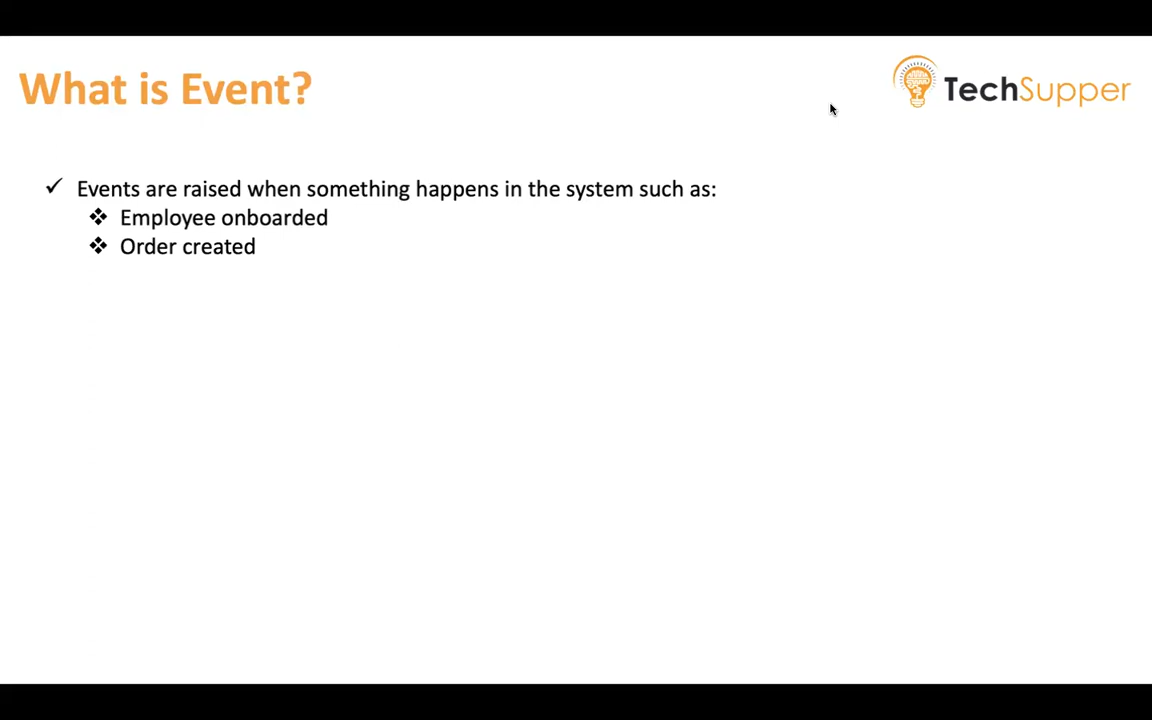 What is Event?
TechSupper
✓ Events are raised when something happens in the system such as:
❖ Employee onboarded
❖ Order created